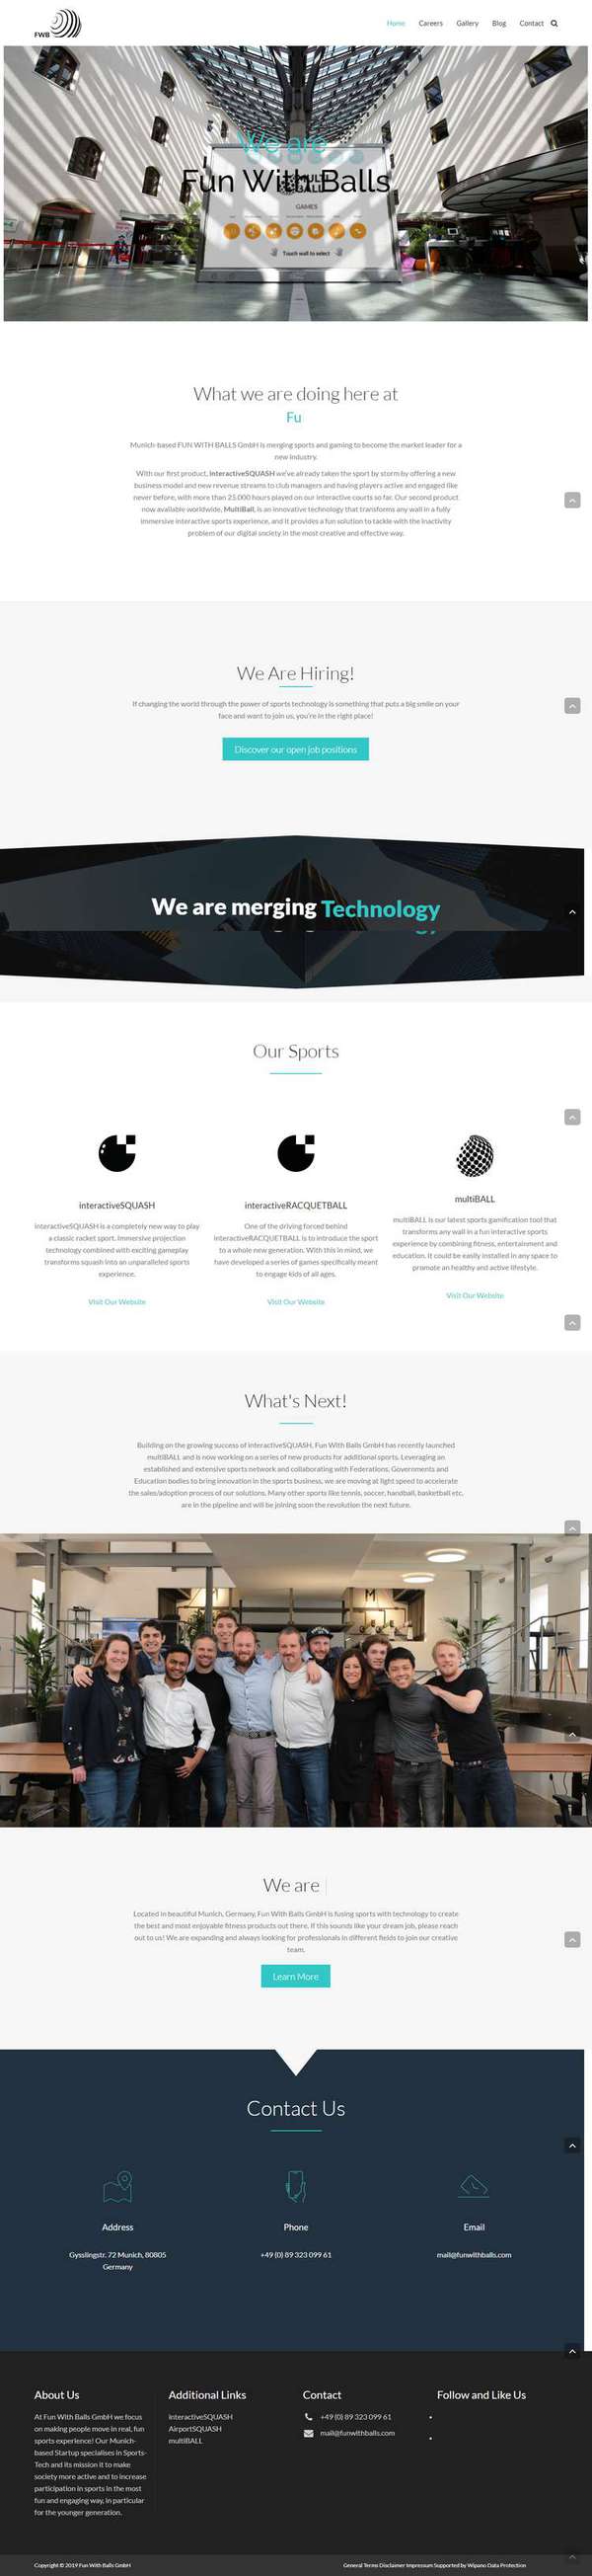 FWB
Home Careers Gallery Blog Contact
We are
Fun With Balls
MULTI
BALL
GAMES
Touch wall to select
What we are doing here at
Fu
Munich-based FUN WITH BALLS GmbH is merging sports and gaming to become the market leader for a
new industry.
With our first product, interactiveSQUASH we've already taken the sport by storm by offering a new
business model and new revenue streams to club managers and having players active and engaged like
never before, with more than 25.000 hours played on our interactive courts so far. Our second product
now available worldwide, MultiBall, is an innovative technology that transforms any wall in a fully
immersive interactive sports experience, and it provides a fun solution to tackle with the inactivity
problem of our digital society in the most creative and effective way.
We Are Hiring!
If changing the world through the power of sports technology is something that puts a big smile on your
face and want to join us, you're in the right place!
Discover our open job positions
We are merging Technology
Our Sports
interactiveSQUASH
interactiveSQUASH is a completely new way to play
a classic racket sport. Immersive projection
technology combined with exciting gameplay
transforms squash into an unparalleled sports
experience.
Visit Our Website
interactiveRACQUETBALL
One of the driving forced behind
interactiveRACQUETBALL is to introduce the sport
to a whole new generation. With this in mind, we
have developed a series of games specifically meant
to engage kids of all ages.
Visit Our Website
multiBALL
multiBALL is our latest sports gamification tool that
transforms any wall in a fun interactive sports
experience by combining fitness, entertainment and
education. It could be easily installed in any space to
promote an healthy and active lifestyle.
Visit Our Website
What's Next!
Building on the growing success of interactiveSQUASH, Fun With Balls GmbH has recently launched
multiBALL and is now working on a series of new products for additional sports. Leveraging an
established and extensive sports network and collaborating with Federations, Governments and
Education bodies to bring innovation in the sports business, we are moving at light speed to accelerate
the sales/adoption process of our solutions. Many other sports like tennis, soccer, handball, basketball etc,
are in the pipeline and will be joining soon the revolution the next future.
We are
Located in beautiful Munich, Germany, Fun With Balls GmbH is fusing sports with technology to create
the best and most enjoyable fitness products out there. If this sounds like your dream job, please reach
out to us! We are expanding and always looking for professionals in different fields to join our creative
team.
Learn More
Contact Us
Address
Gysslingstr. 72 Munich, 80805
Germany
Phone
+49 (0) 89 323 099 61
Email
mail@funwithballs.com
About Us
At Fun With Balls GmbH we focus
on making people move in real, fun
sports experience! Our Munich-
based Startup specialises in Sports-
Tech and its mission it to make
society more active and to increase
participation in sports in the most
fun and engaging way, in particular
for the younger generation.
Additional Links
interactiveSQUASH
AirportSQUASH
multiBALL
Contact
+49 (0) 89 323 099 61
mail@funwithballs.com
Follow and Like Us
Copyright © 2019 Fun With Balls GmbH
General Terms Disclaimer Impressum Supported by Wipano Data Protection